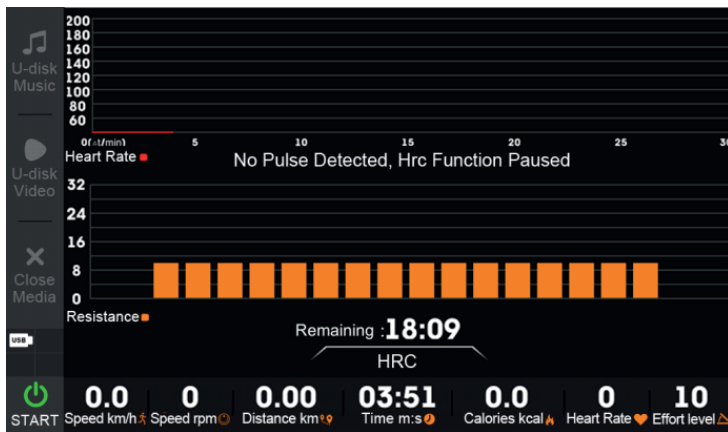 U-disk
Music
U-disk
Video
Close
Media
USB
START
200
180
160
140
120
100
80
60
0(△t/min) 5 10 15 20 25 30
Heart Rate
No Pulse Detected, Hrc Function Paused
32
24
16
8
0
Resistance
Remaining :18:09
HRC
0.0 0 0.00 03:51 0.0 0 10
Speed km/h Speed rpm Distance km Time m:s Calories kcal Heart Rate Effort level